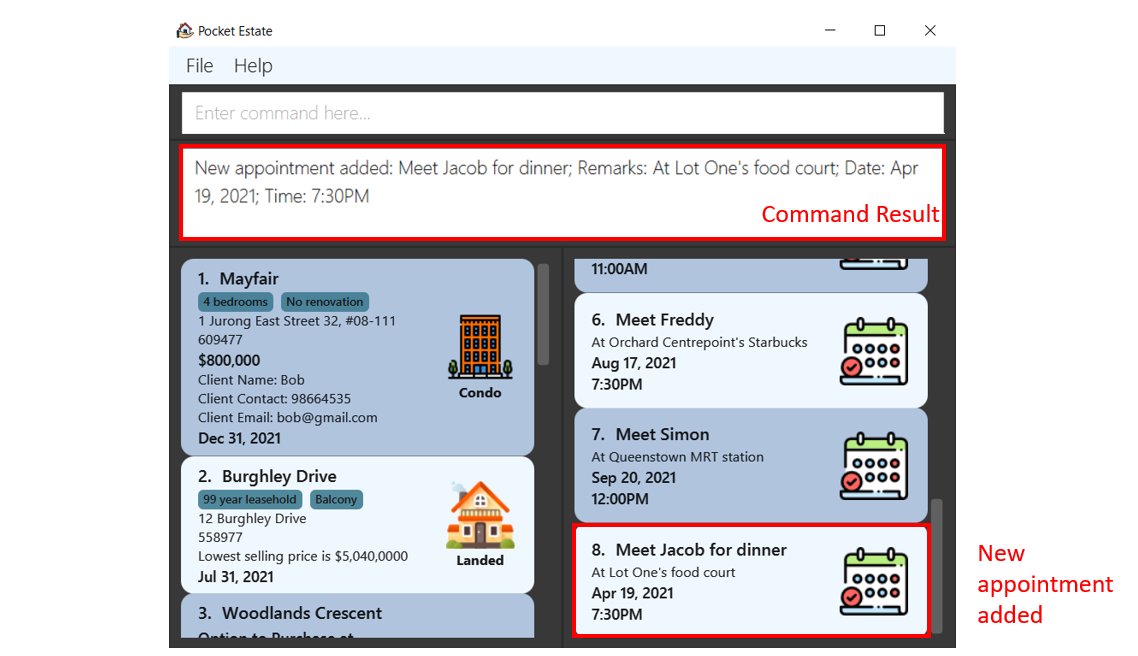 Pocket Estate
File Help
Enter command here...
New appointment added: Meet Jacob for dinner; Remarks: At Lot One's food court; Date: Apr
19, 2021; Time: 7:30PM
Command Result
1. Mayfair
4 bedrooms No renovation
1 Jurong East Street 32, #08-111
609477
$800,000
Client Name: Bob
Client Contact: 98664535
Client Email: bob@gmail.com
Dec 31, 2021
Condo
2. Burghley Drive
99 year leasehold Balcony
12 Burghley Drive
558977
Lowest selling price is $5,040,0000
Jul 31, 2021
Landed
3. Woodlands Crescent
Option to Purchase at
11:00AM
6. Meet Freddy
At Orchard Centrepoint's Starbucks
Aug 17, 2021
7:30PM
7. Meet Simon
At Queenstown MRT station
Sep 20, 2021
12:00PM
8. Meet Jacob for dinner
At Lot One's food court
Apr 19, 2021
7:30PM
New
appointment
added